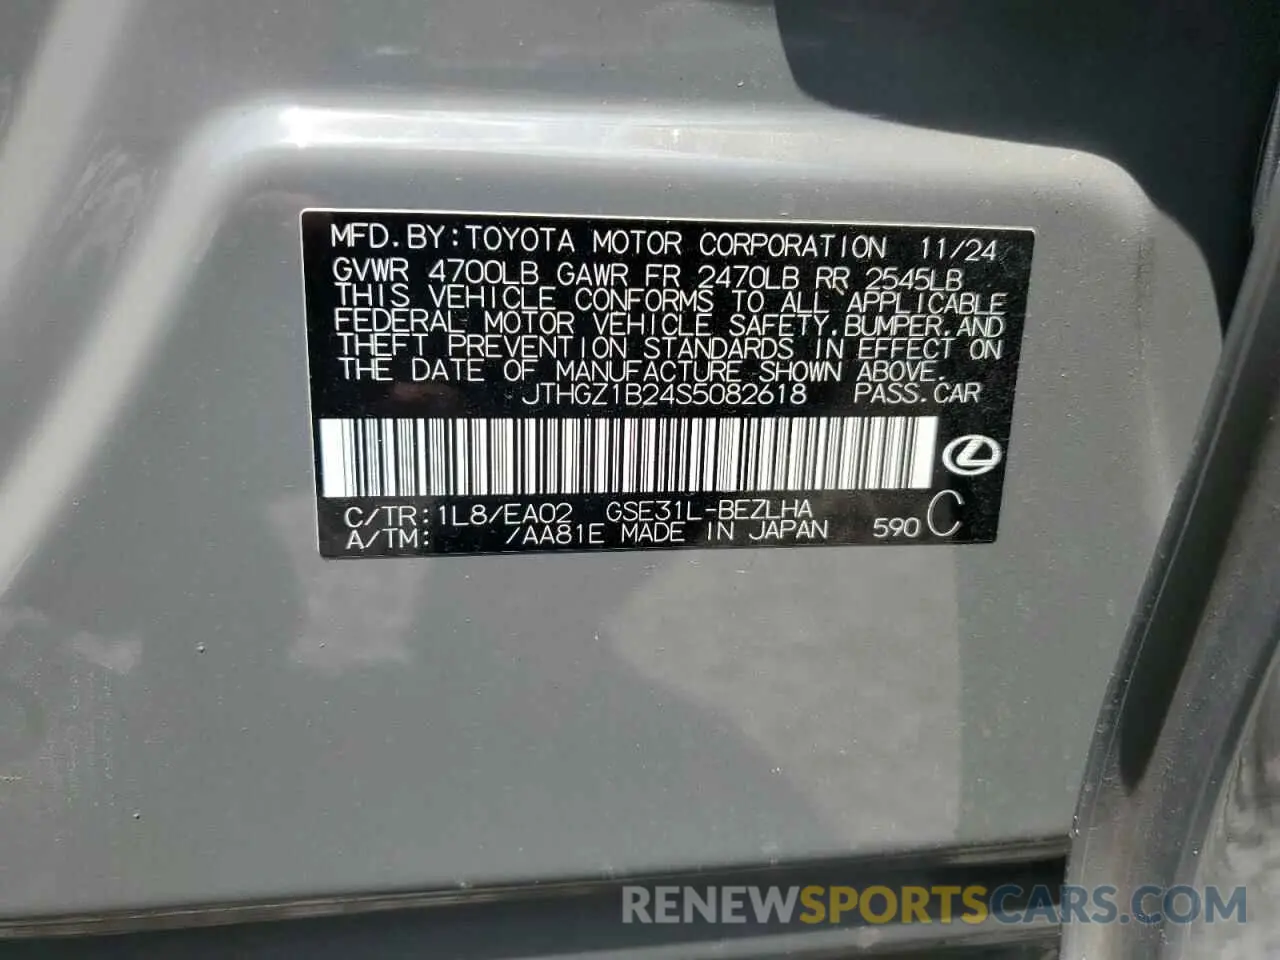 MFD.BY:TOYOTA MOTOR CORPORATION 11/24
GVWR 4700LB GAWR FR 2470LB RR 2545LB
THIS VEHICLE CONFORMS TO ALL APPLICABLE
FEDERAL MOTOR VEHICLE SAFETY,BUMPER,AND
THEFT PREVENTION STANDARDS IN EFFECT ON
THE DATE OF MANUFACTURE SHOWN ABOVE.
JTHGZ1B24S5082618 PASS.CAR
C/TR:1L8/EA02 GSE31L-BEZLHA
A/TM: /AA81E MADE IN JAPAN 590 C
RENEWSPORTSCARS.COM